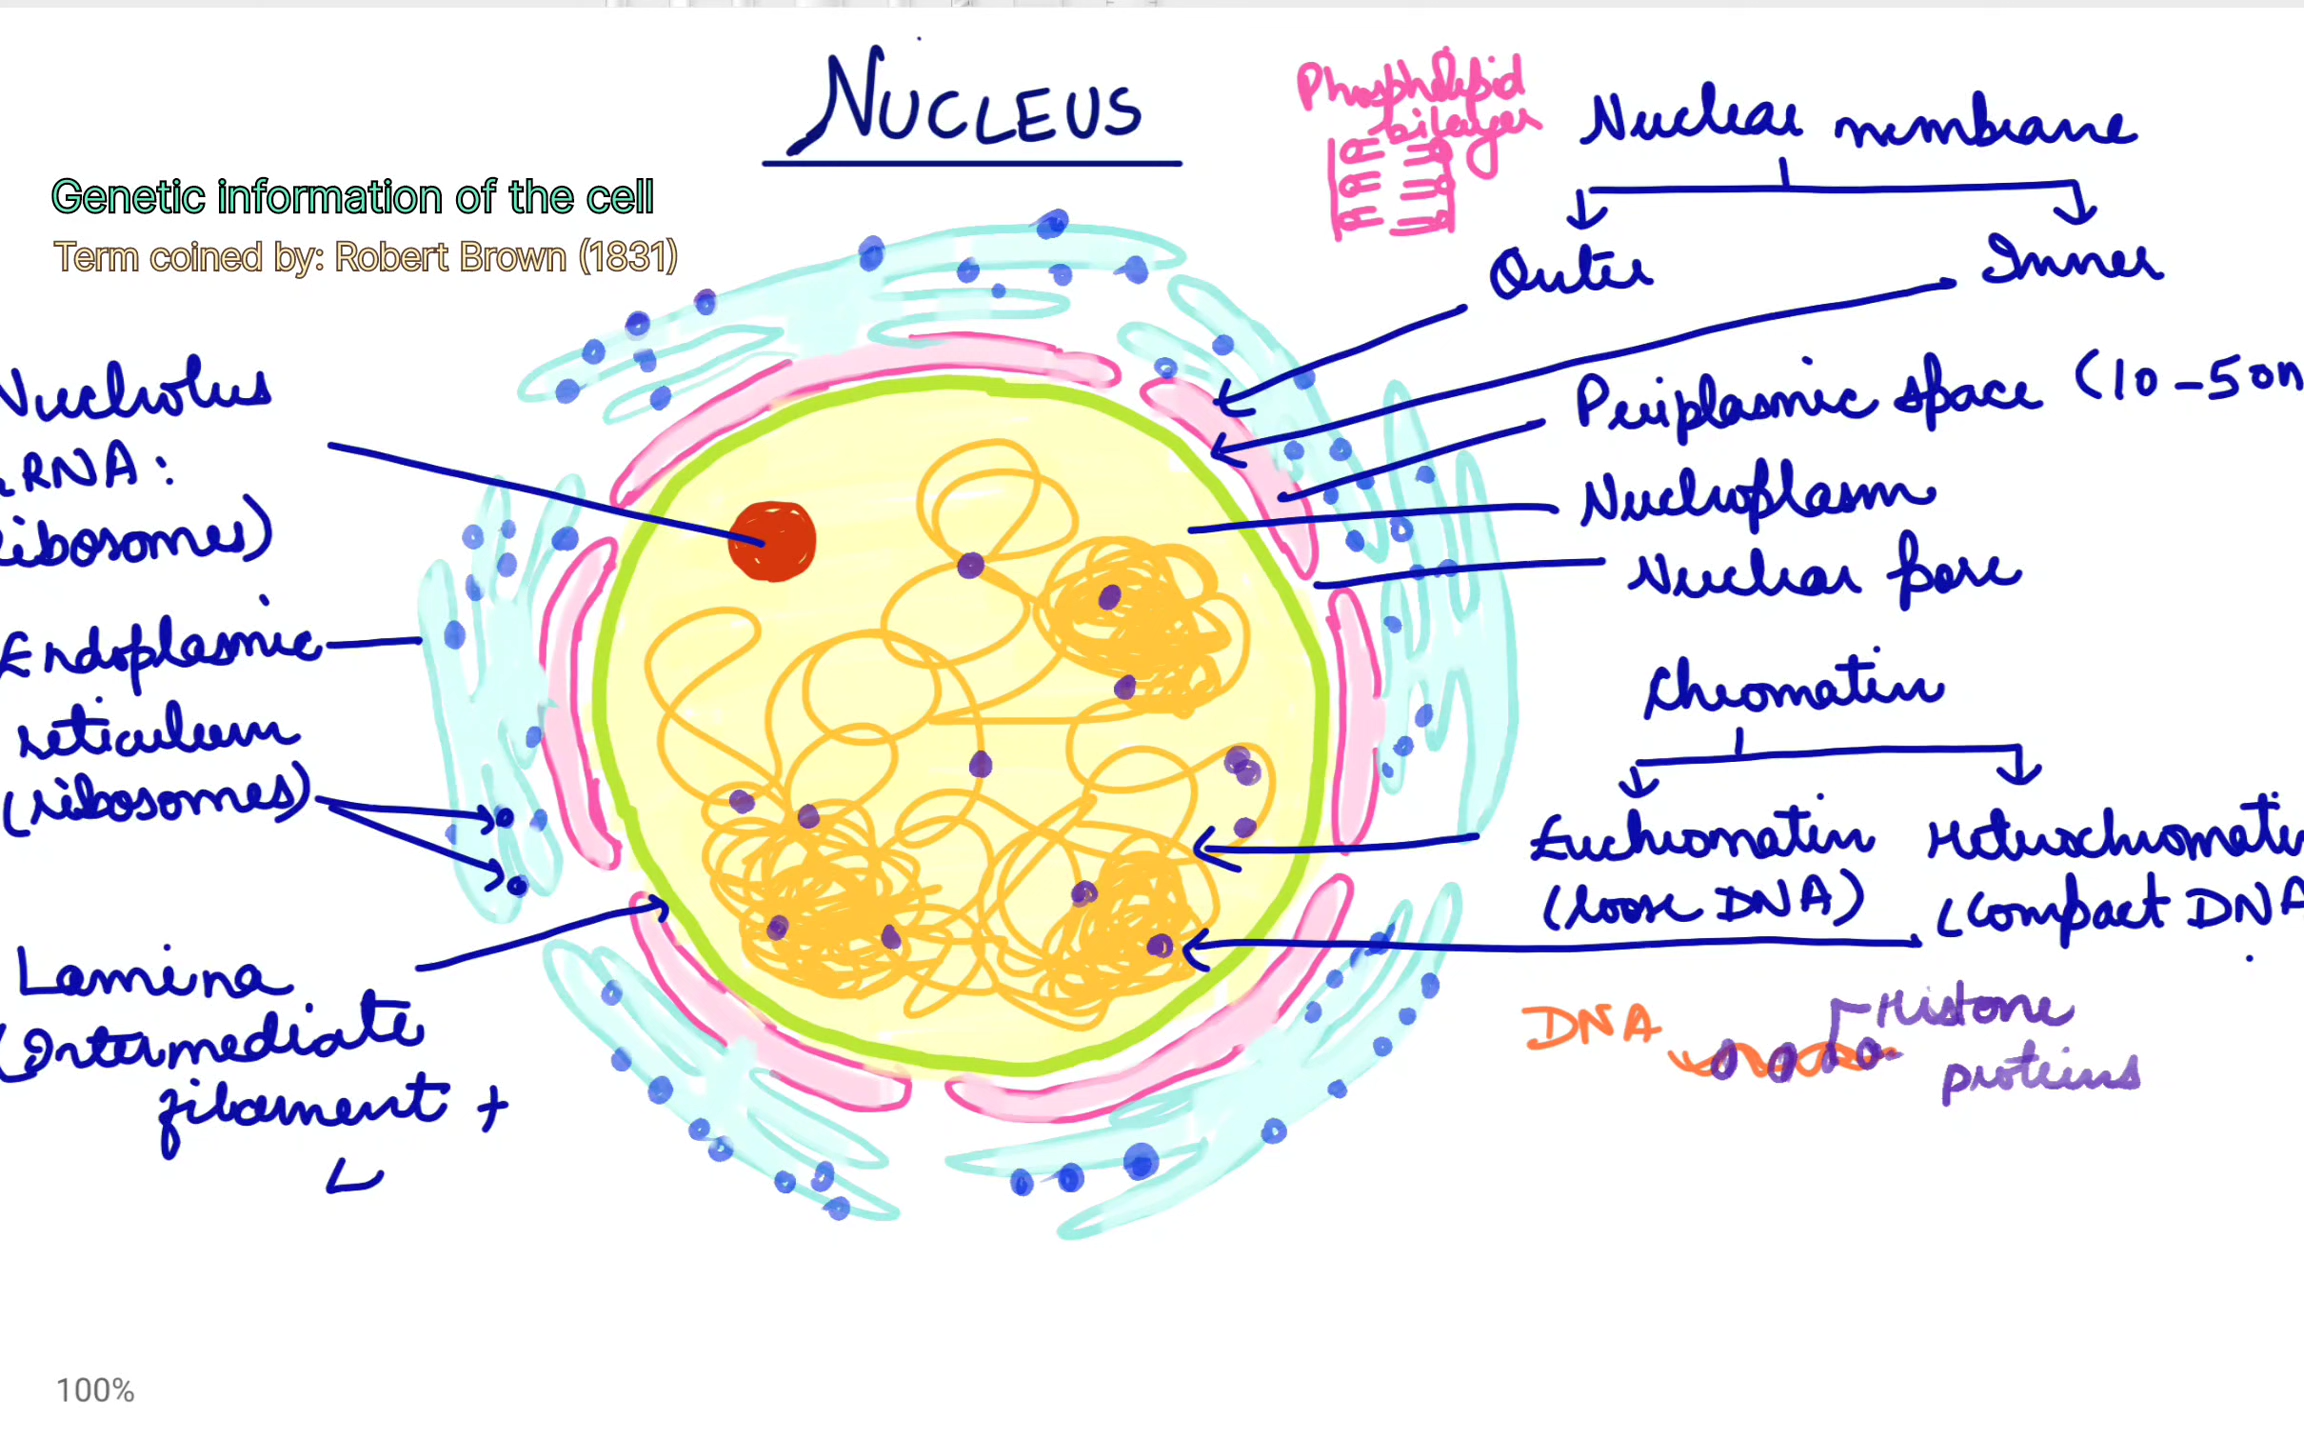 NUCLEUS
Genetic information of the cell
Term coined by: Robert Brown (1831)
Phospholipid
bilayer
Nuclear membrane
Outer
Inner
Periplasmic space (10-50n
Nucleoplasm
Nuclear pore
Chromatin
Euchromatin
(loose DNA)
Heterochromatin
(compact DNA
DNA
Histone
proteins
Nucleolus
RNA:
ribosomes)
Endoplasmic
reticulum
(ribosomes)
Lamina
(Intermediate
filament +
100%